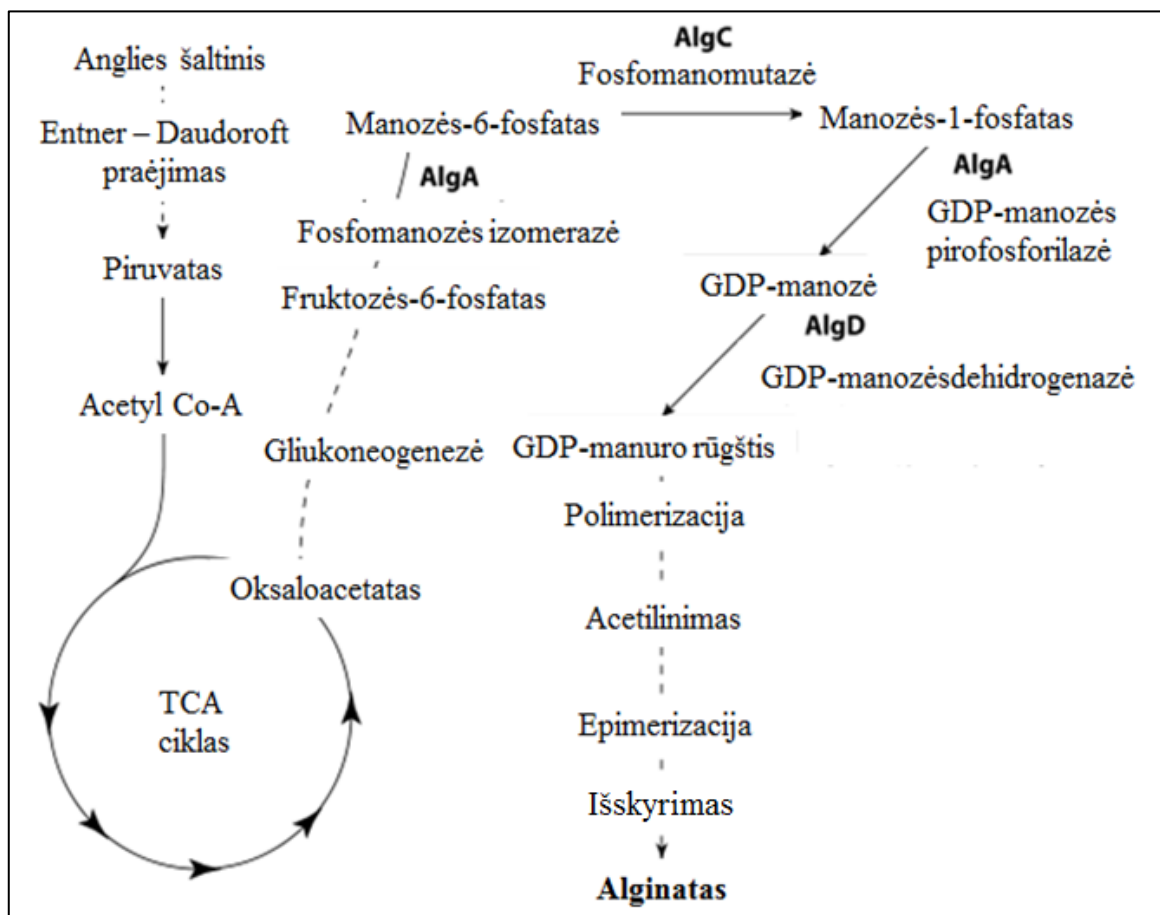 Anglies šaltinis
Entner – Daudoroft
praėjimas
Piruvatas
Acetyl Co-A
TCA
ciklas
Oksaloacetatas
Gliukoneogenezė
Fruktozės-6-fosfatas
Fosfomanozės izomerazė
AlgA
Manozės-6-fosfatas
AlgC
Fosfomanomutazė
Manozės-1-fosfatas
AlgA
GDP-manozės
pirofosforilazė
GDP-manozė
AlgD
GDP-manozėsdehidrogenazė
GDP-manuro rūgštis
Polimerizacija
Acetilinimas
Epimerizacija
Išskyrimas
Alginatas